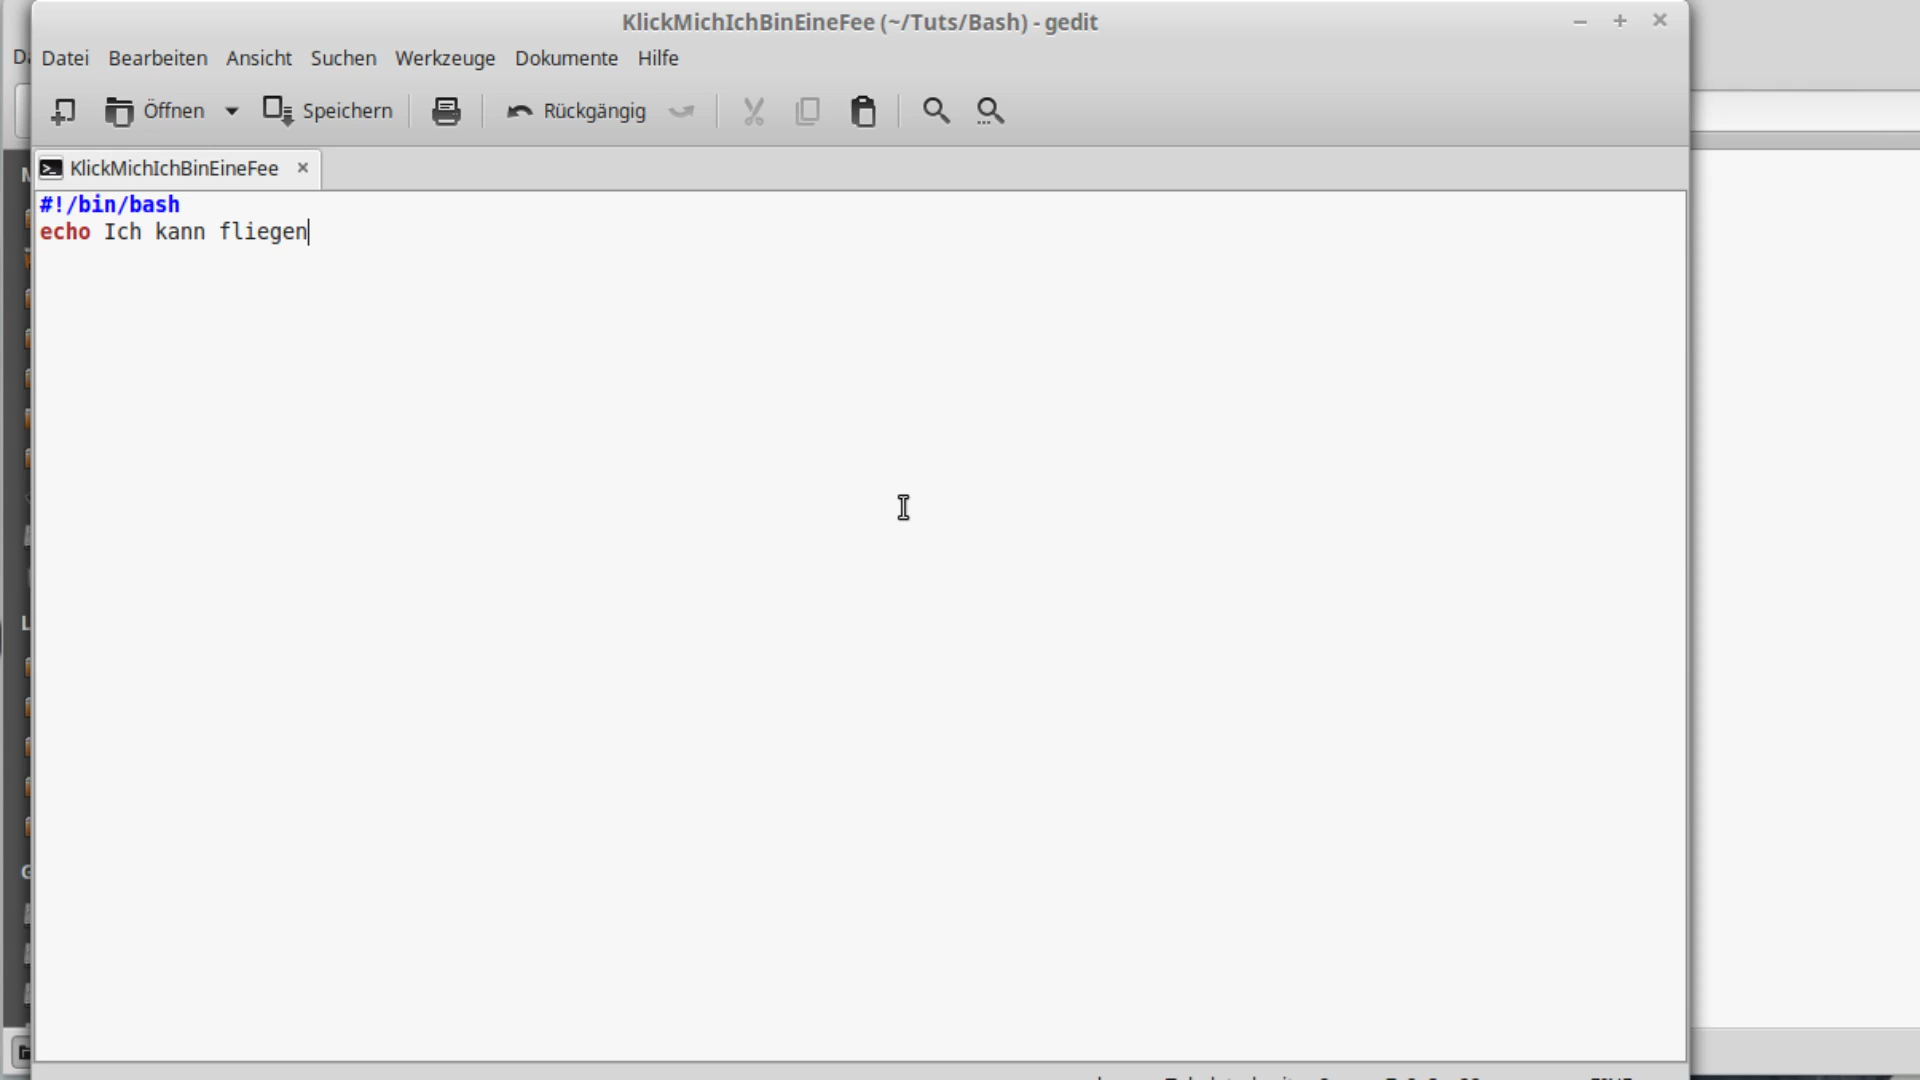 KlickMichIchBinEineFee (~/Tuts/Bash) - gedit
Datei Bearbeiten Ansicht Suchen Werkzeuge Dokumente Hilfe
Öffnen Speichern Rückgängig
KlickMichIchBinEineFee
#!/bin/bash
echo Ich kann fliegen